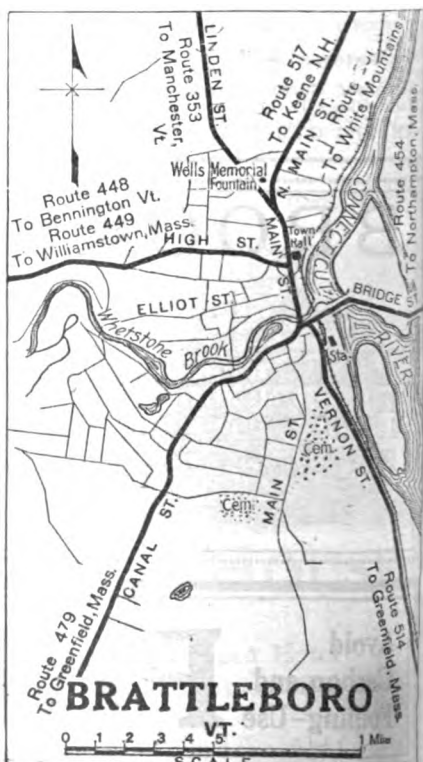 LINDEN ST.
Route 353
To Manchester,
Vt.
Route 517
To Keene N.H.
N. MAIN ST.
Route
To White Mountains
CONNECTICUT
RIVER
Route 454
To Northampton, Mass.
Wells Memorial
Fountain
Route 448
To Bennington Vt.
Route 449
To Williamstown, Mass.
HIGH ST.
MAIN ST.
Town
Hall
ELLIOT ST.
BRIDGE
Whetstone Brook
Sta.
VERNON ST.
MAIN ST.
Cem.
Cem.
CANAL ST.
Route 479
To Greenfield, Mass.
Route 514
To Greenfield, Mass.
BRATTLEBORO
VT.
0 .1 .2 .3 .4 .5 1 Mile
SCALE